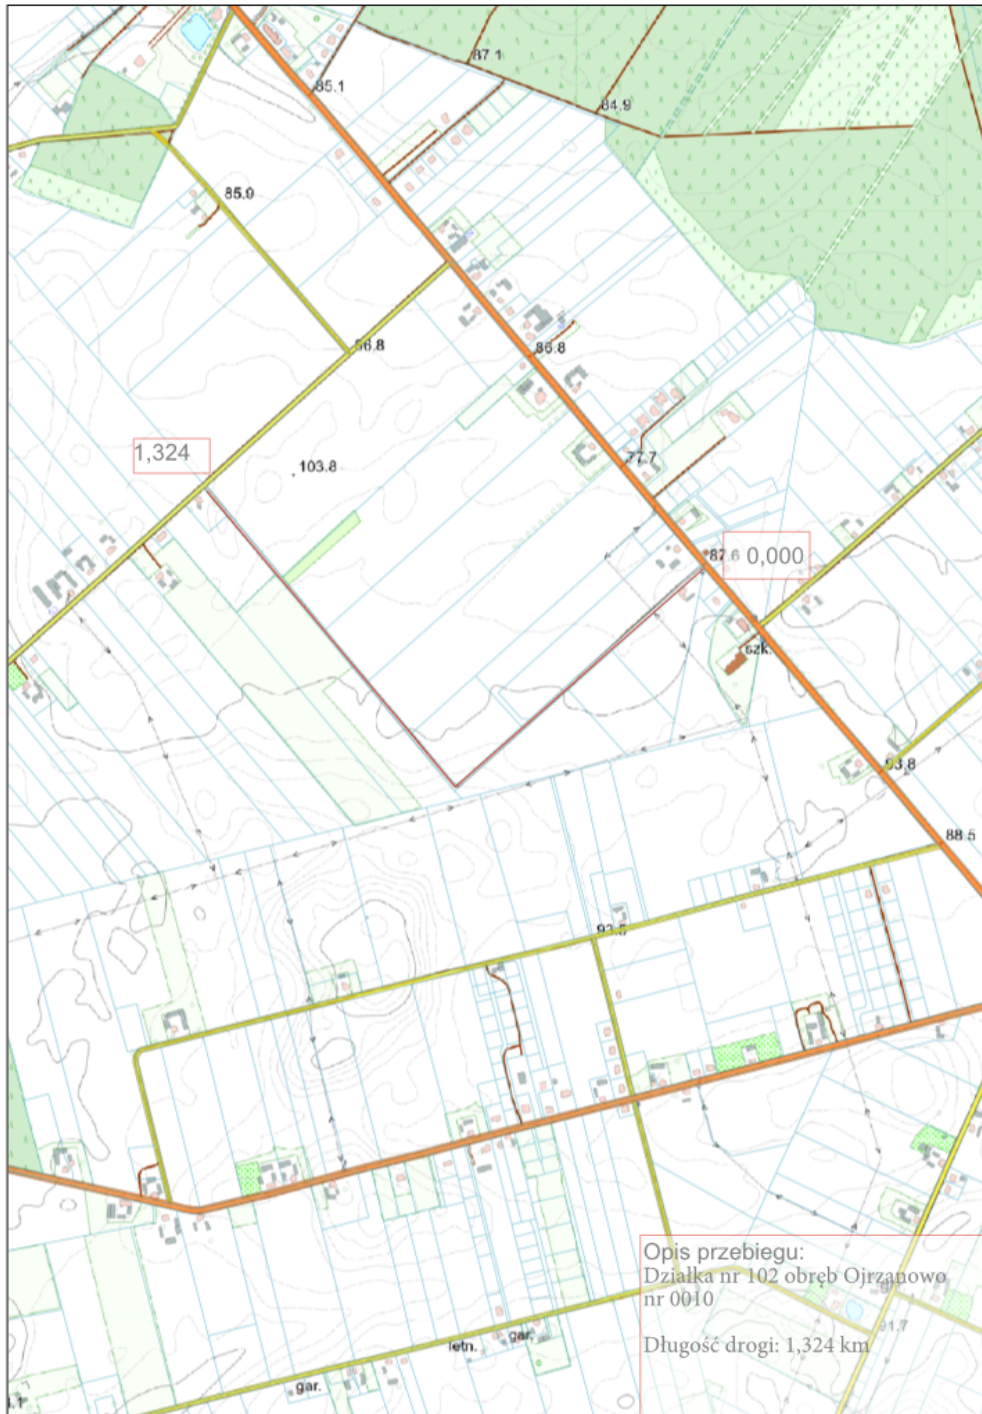 87.1
85.1
84.9
85.9
86.8
86.8
1,324
103.8
77.7
87.6
0,000
szk.
93.8
88.5
92.5
Opis przebiegu:
Działka nr 102 obręb Ojrzanowo
nr 0010
91.7
Długość drogi: 1,324 km
gar.
letn.
gar.